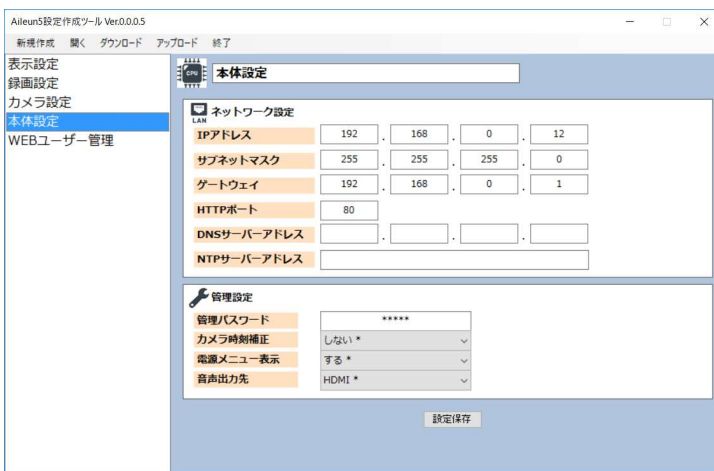 Aileun5設定作成ツール Ver.0.0.0.5
新規作成 開く ダウンロード アップロード 終了
表示設定
録画設定
カメラ設定
本体設定
WEBユーザー管理
CPU 本体設定
LAN ネットワーク設定
IPアドレス 192 . 168 . 0 . 12
サブネットマスク 255 . 255 . 255 . 0
ゲートウェイ 192 . 168 . 0 . 1
HTTPポート 80
DNSサーバーアドレス . . .
NTPサーバーアドレス
管理設定
管理パスワード *****
カメラ時刻補正 しない *
電源メニュー表示 する *
音声出力先 HDMI *
設定保存